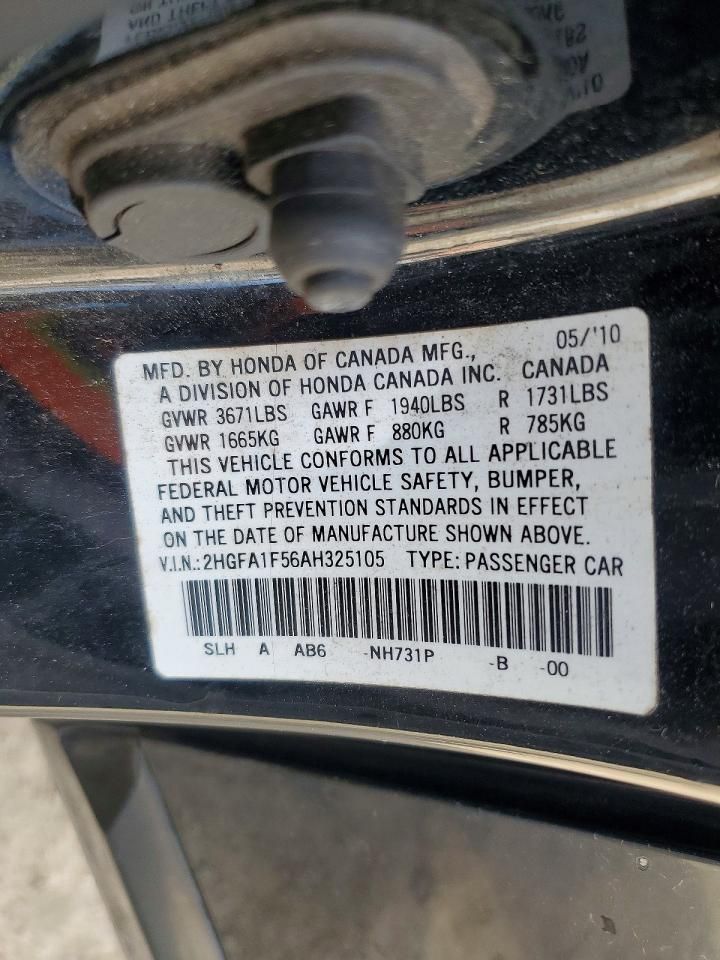 05/'10
MFD. BY HONDA OF CANADA MFG.,
A DIVISION OF HONDA CANADA INC. CANADA
GVWR 3671LBS GAWR F 1940LBS R 1731LBS
GVWR 1665KG GAWR F 880KG R 785KG
THIS VEHICLE CONFORMS TO ALL APPLICABLE
FEDERAL MOTOR VEHICLE SAFETY, BUMPER,
AND THEFT PREVENTION STANDARDS IN EFFECT
ON THE DATE OF MANUFACTURE SHOWN ABOVE.
V.I.N.: 2HGFA1F56AH325105 TYPE: PASSENGER CAR
SLH A AB6 -NH731P -B -00